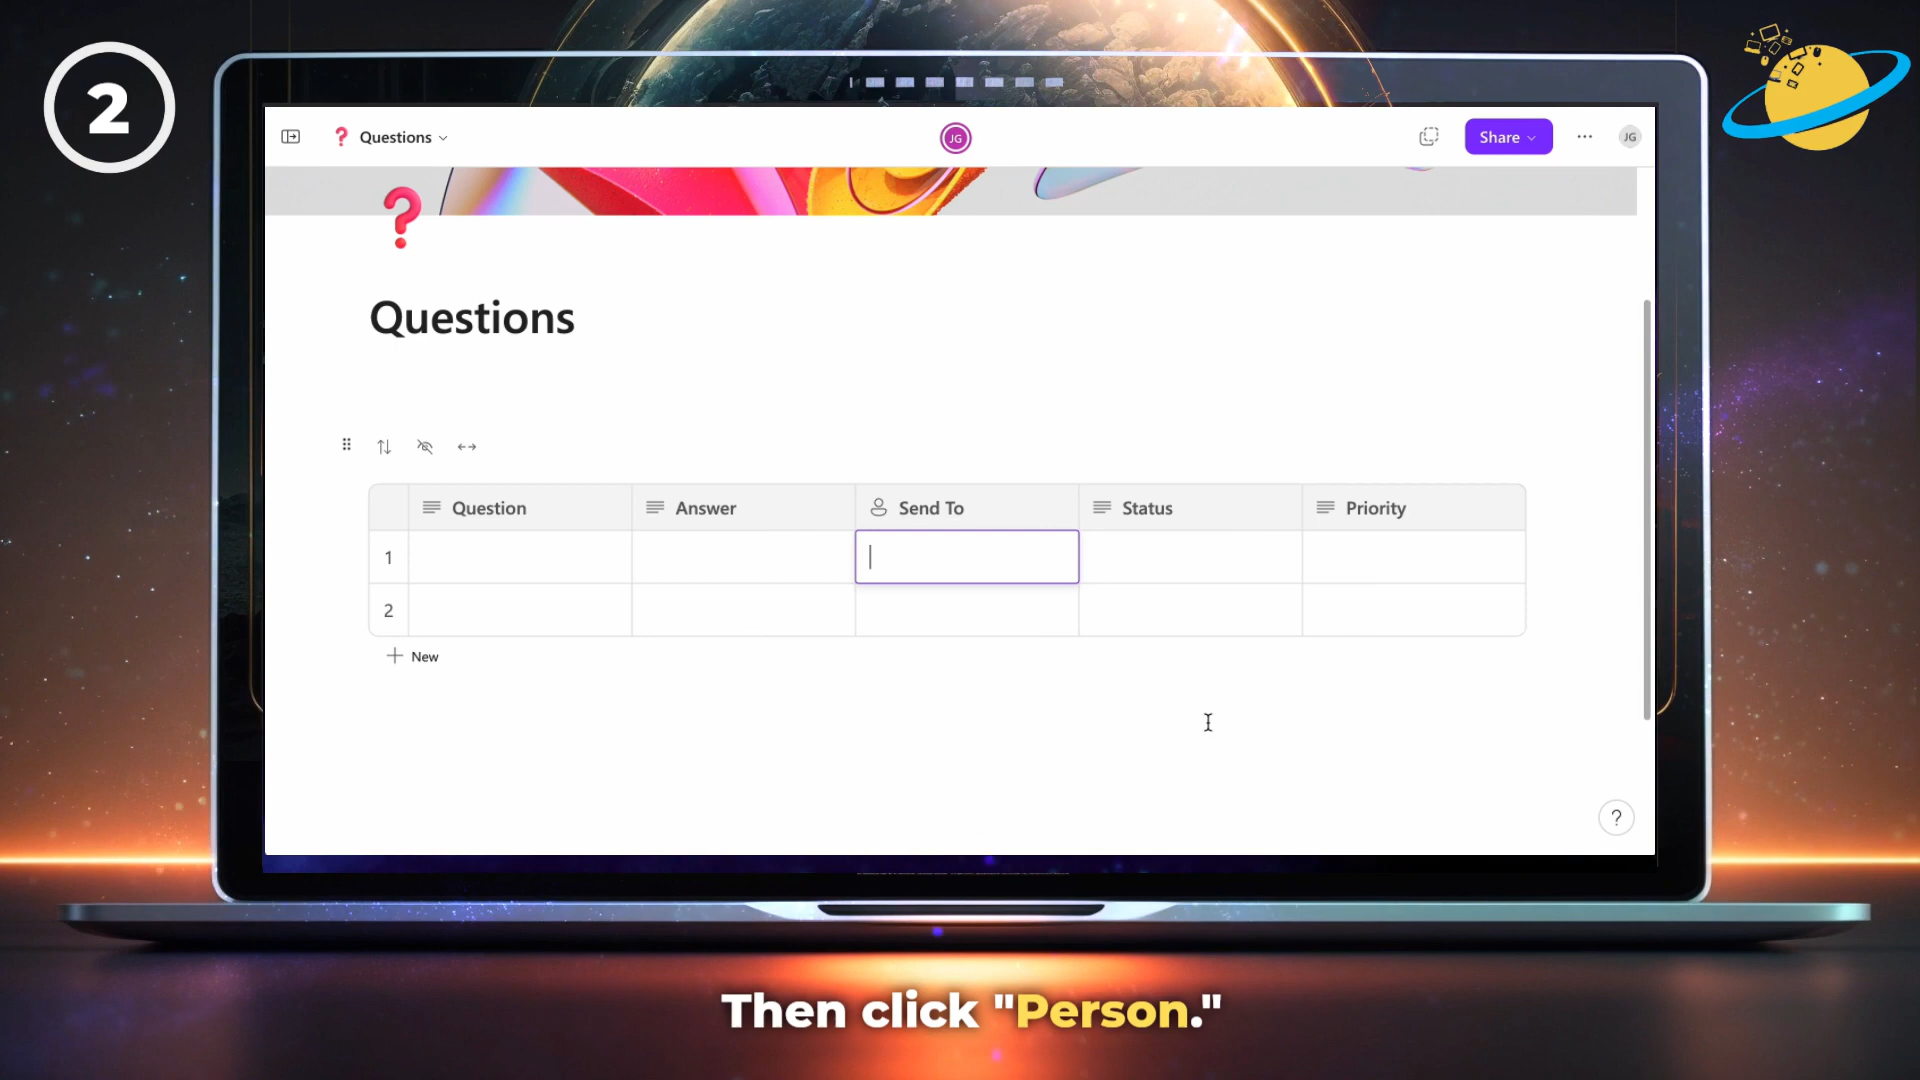 2
Questions
JG
Share
JG
Questions
Question Answer Send To Status Priority
1
2
New
?
Then click "Person."